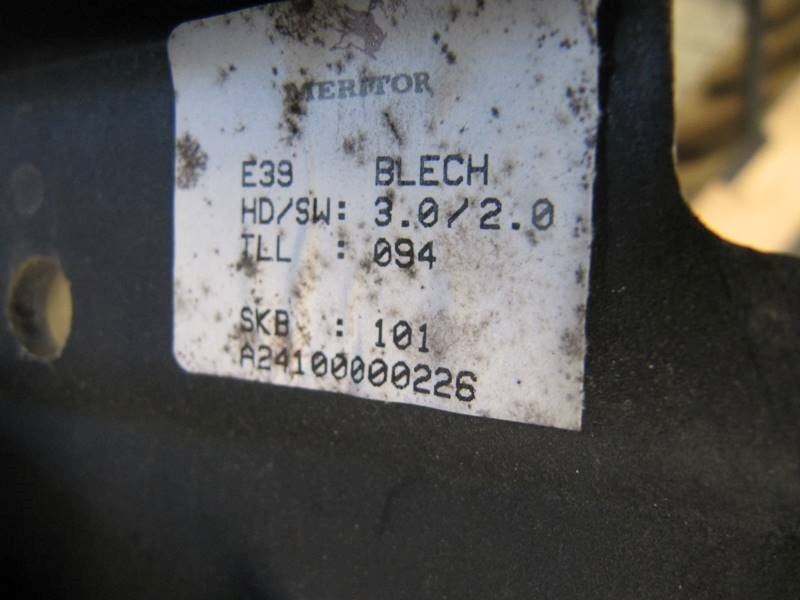 MERITOR
E39 BLECH
HD/SW: 3.0/2.0
TLL : 094
SKB : 101
A24100000226